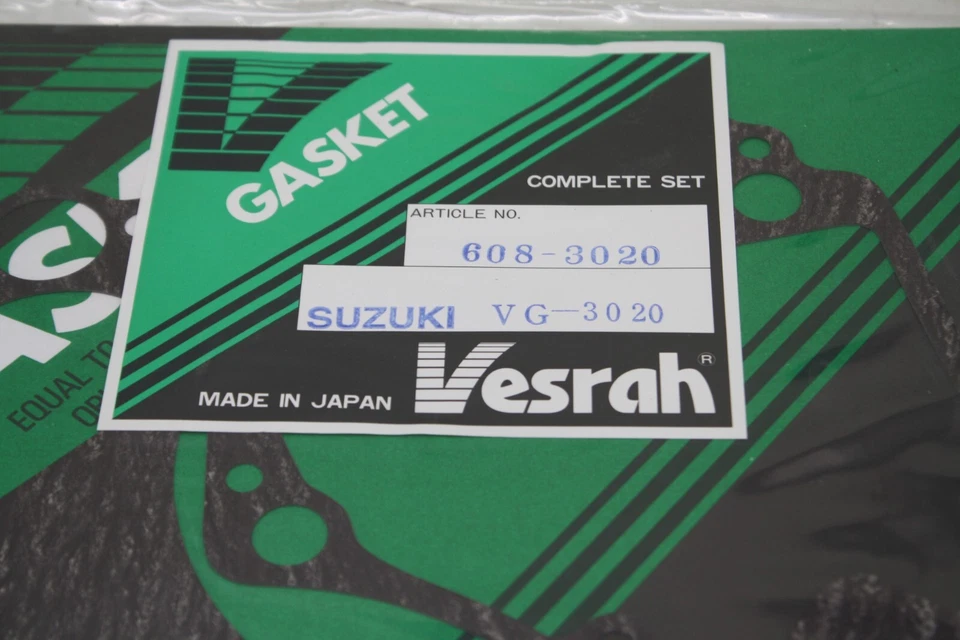 GASKET
COMPLETE SET
ARTICLE NO.
608-3020
SUZUKI VG-3020
MADE IN JAPAN Vesrah®
EQUAL TO